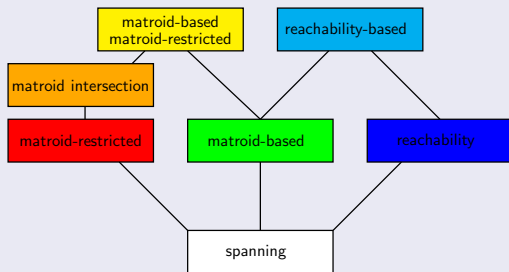 matroid-based
matroid-restricted
reachability-based
matroid intersection
matroid-restricted
matroid-based
reachability
spanning